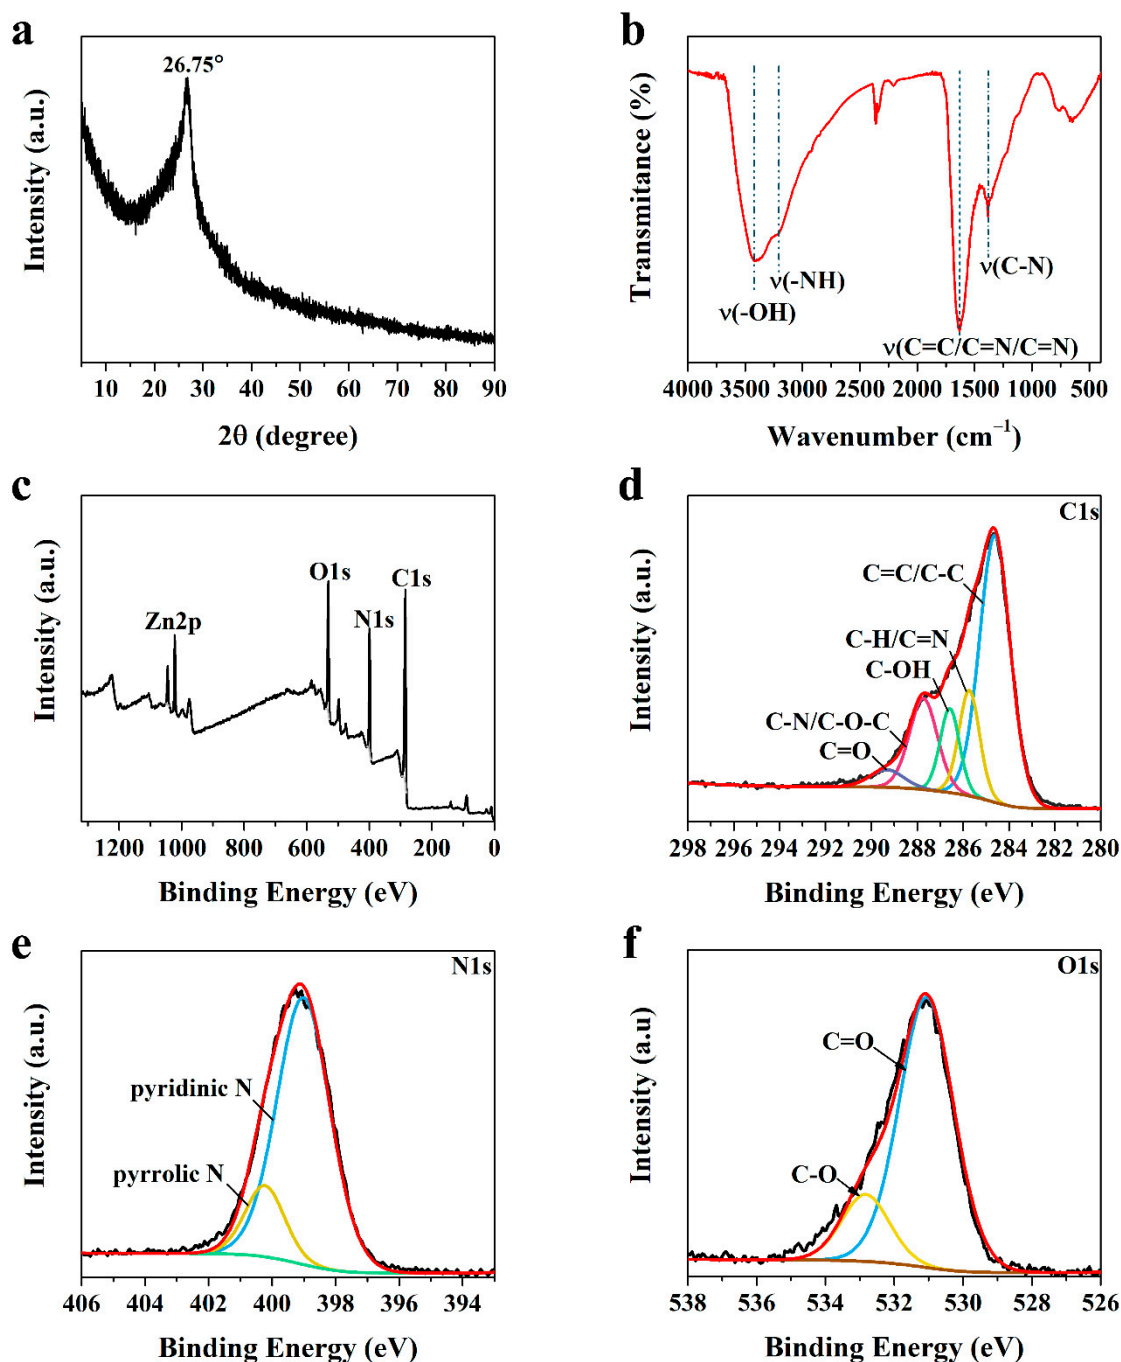 a
26.75°
Intensity (a.u.)
10 20 30 40 50 60 70 80 90
2θ (degree)
b
Transmitance (%)
ν(-OH)
ν(-NH)
ν(C=C/C=N/C=N)
ν(C-N)
4000 3500 3000 2500 2000 1500 1000 500
Wavenumber (cm⁻¹)
c
Intensity (a.u.)
Zn2p
O1s
N1s
C1s
1200 1000 800 600 400 200 0
Binding Energy (eV)
d
C1s
Intensity (a.u.)
C=C/C-C
C-H/C=N
C-OH
C-N/C-O-C
C=O
298 296 294 292 290 288 286 284 282 280
Binding Energy (eV)
e
N1s
Intensity (a.u.)
pyridinic N
pyrrolic N
406 404 402 400 398 396 394
Binding Energy (eV)
f
O1s
Intensity (a.u)
C=O
C-O
538 536 534 532 530 528 526
Binding Energy (eV)